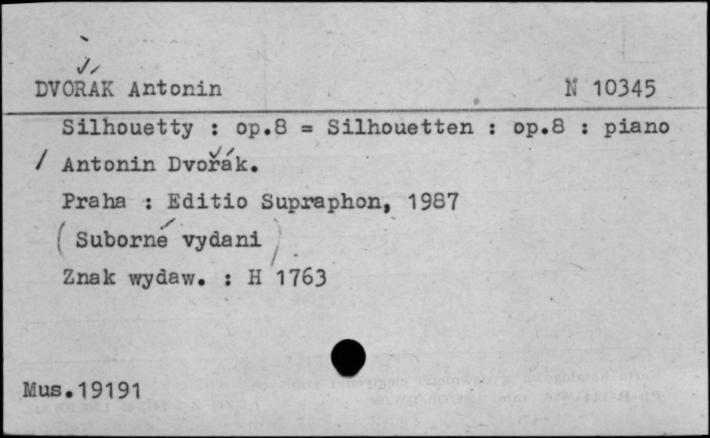 DVOŘÁK Antonin N 10345
Silhouetty : op.8 = Silhouetten : op.8 : piano
/ Antonin Dvořák.
Praha : Editio Supraphon, 1987
( Suborné vydani )
Znak wydaw. : H 1763
Mus.19191